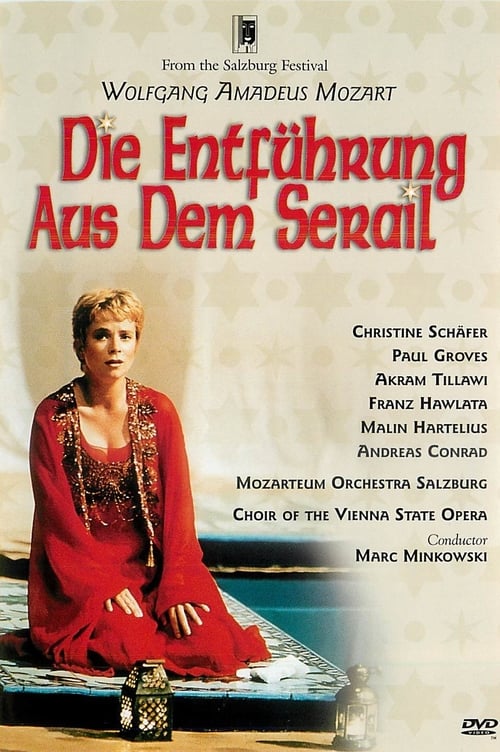 From the Salzburg Festival
WOLFGANG AMADEUS MOZART
Die Entführung
Aus Dem Serail
CHRISTINE SCHÄFER
PAUL GROVES
AKRAM TILLAWI
FRANZ HAWLATA
MALIN HARTELIUS
ANDREAS CONRAD
MOZARTEUM ORCHESTRA SALZBURG
CHOIR OF THE VIENNA STATE OPERA
Conductor
MARC MINKOWSKI
DVD
VIDEO